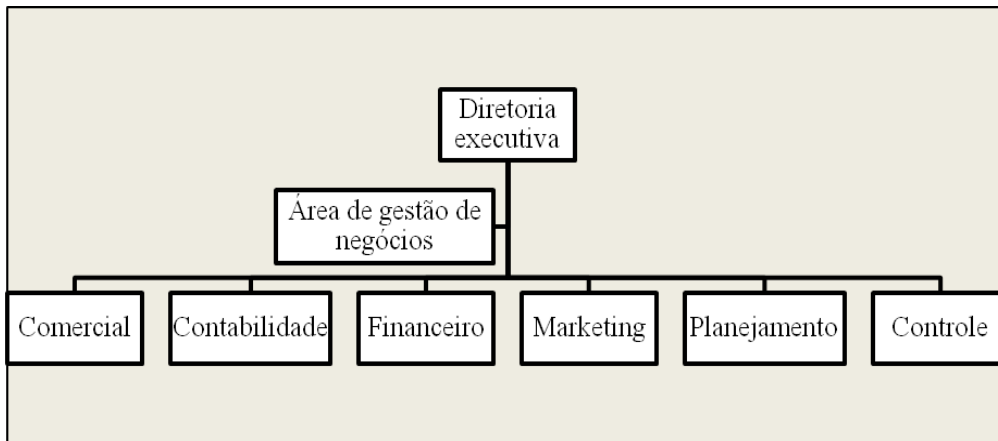 Diretoria
executiva
Área de gestão de
negócios
Comercial
Contabilidade
Financeiro
Marketing
Planejamento
Controle